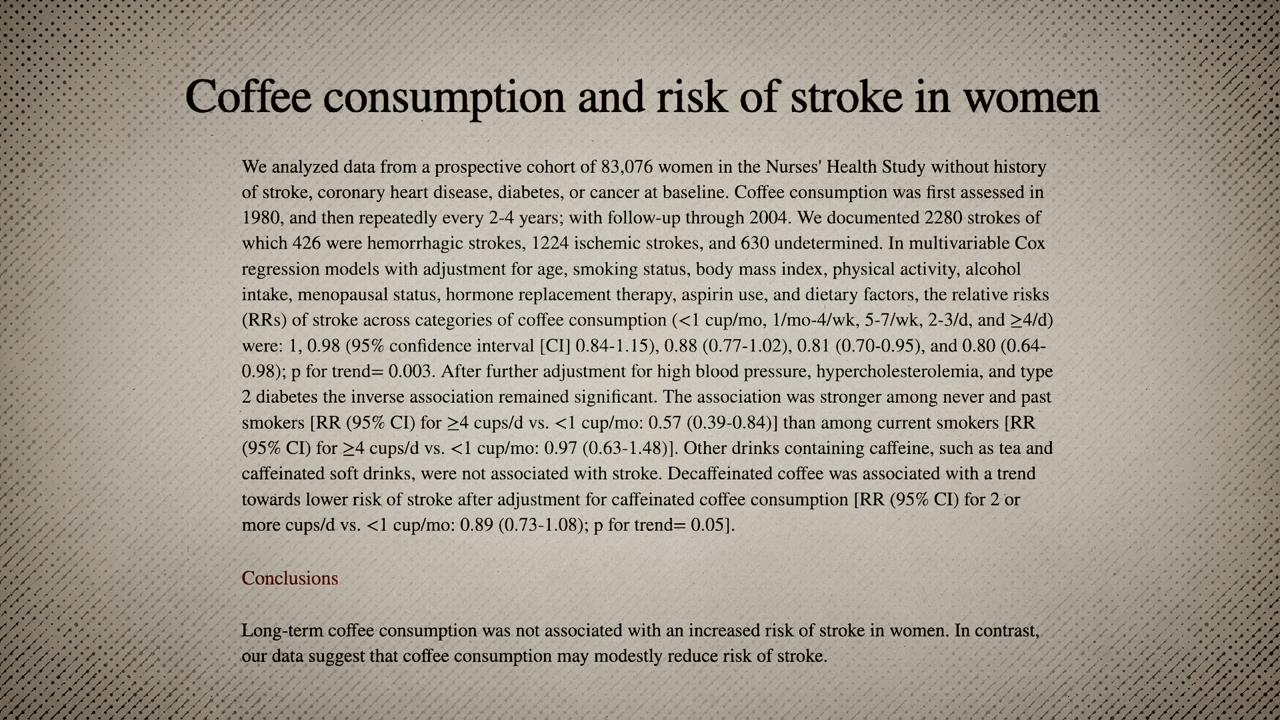 Coffee consumption and risk of stroke in women
We analyzed data from a prospective cohort of 83,076 women in the Nurses' Health Study without history
of stroke, coronary heart disease, diabetes, or cancer at baseline. Coffee consumption was first assessed in
1980, and then repeatedly every 2-4 years; with follow-up through 2004. We documented 2280 strokes of
which 426 were hemorrhagic strokes, 1224 ischemic strokes, and 630 undetermined. In multivariable Cox
regression models with adjustment for age, smoking status, body mass index, physical activity, alcohol
intake, menopausal status, hormone replacement therapy, aspirin use, and dietary factors, the relative risks
(RRs) of stroke across categories of coffee consumption (<1 cup/mo, 1/mo-4/wk, 5-7/wk, 2-3/d, and ≥4/d)
were: 1, 0.98 (95% confidence interval [CI] 0.84-1.15), 0.88 (0.77-1.02), 0.81 (0.70-0.95), and 0.80 (0.64-
0.98); p for trend= 0.003. After further adjustment for high blood pressure, hypercholesterolemia, and type
2 diabetes the inverse association remained significant. The association was stronger among never and past
smokers [RR (95% CI) for ≥4 cups/d vs. <1 cup/mo: 0.57 (0.39-0.84)] than among current smokers [RR
(95% CI) for ≥4 cups/d vs. <1 cup/mo: 0.97 (0.63-1.48)]. Other drinks containing caffeine, such as tea and
caffeinated soft drinks, were not associated with stroke. Decaffeinated coffee was associated with a trend
towards lower risk of stroke after adjustment for caffeinated coffee consumption [RR (95% CI) for 2 or
more cups/d vs. <1 cup/mo: 0.89 (0.73-1.08); p for trend= 0.05].
Conclusions
Long-term coffee consumption was not associated with an increased risk of stroke in women. In contrast,
our data suggest that coffee consumption may modestly reduce risk of stroke.